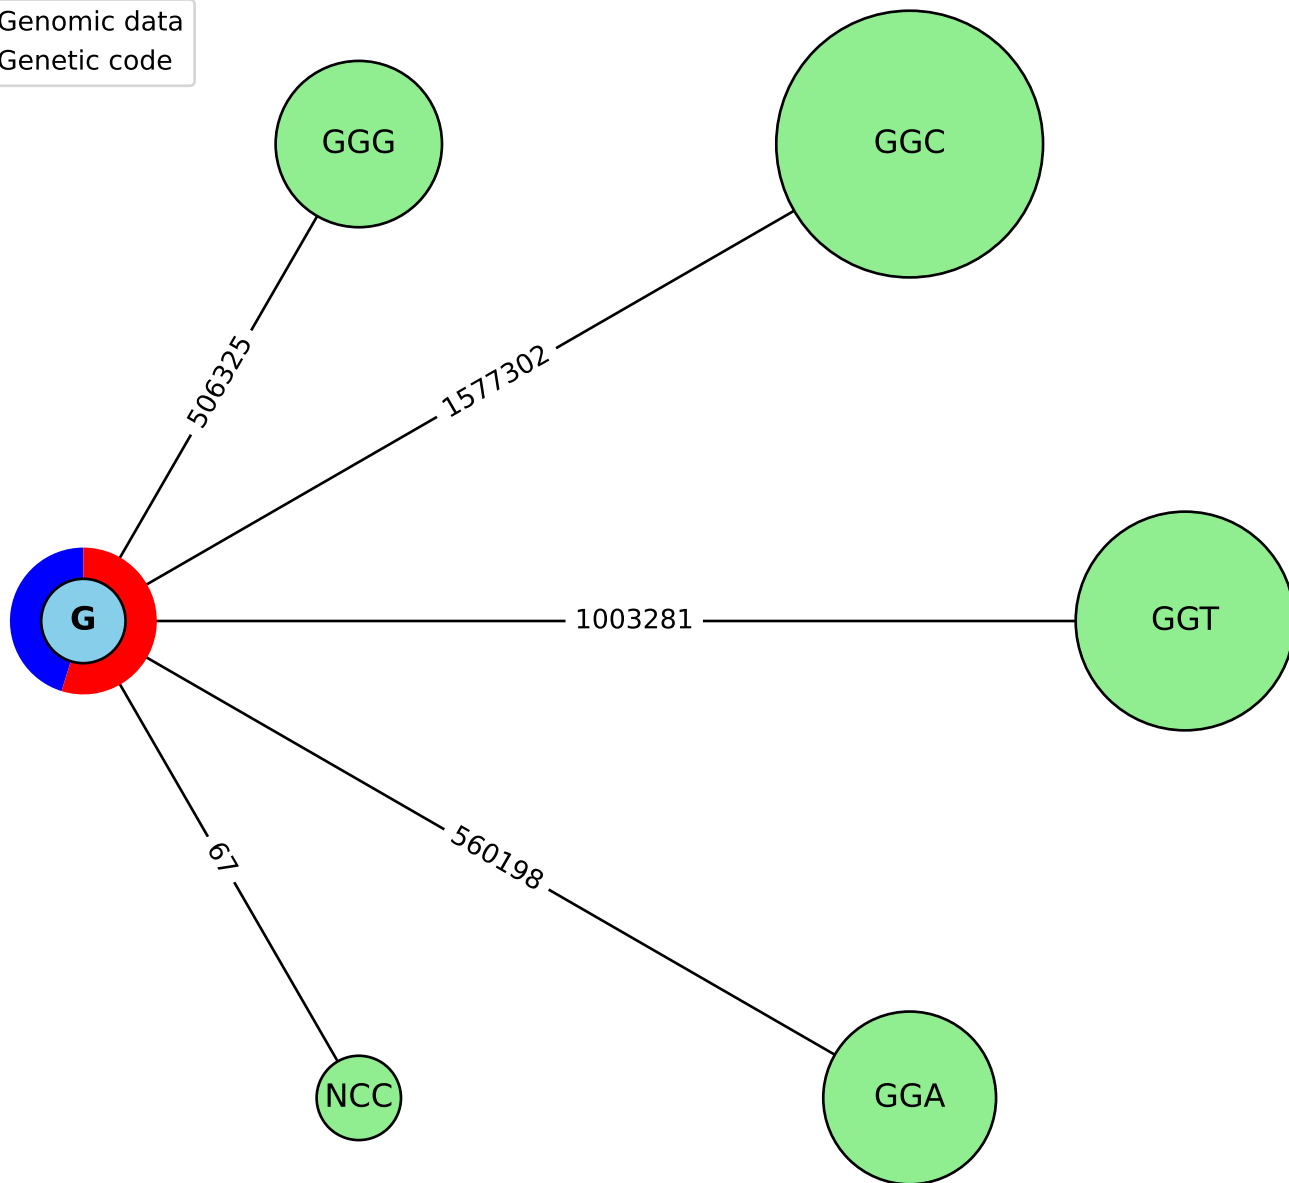 Genomic data
Genetic code
GGG
GGC
506325
1577302
G
1003281
GGT
67
560198
NCC
GGA